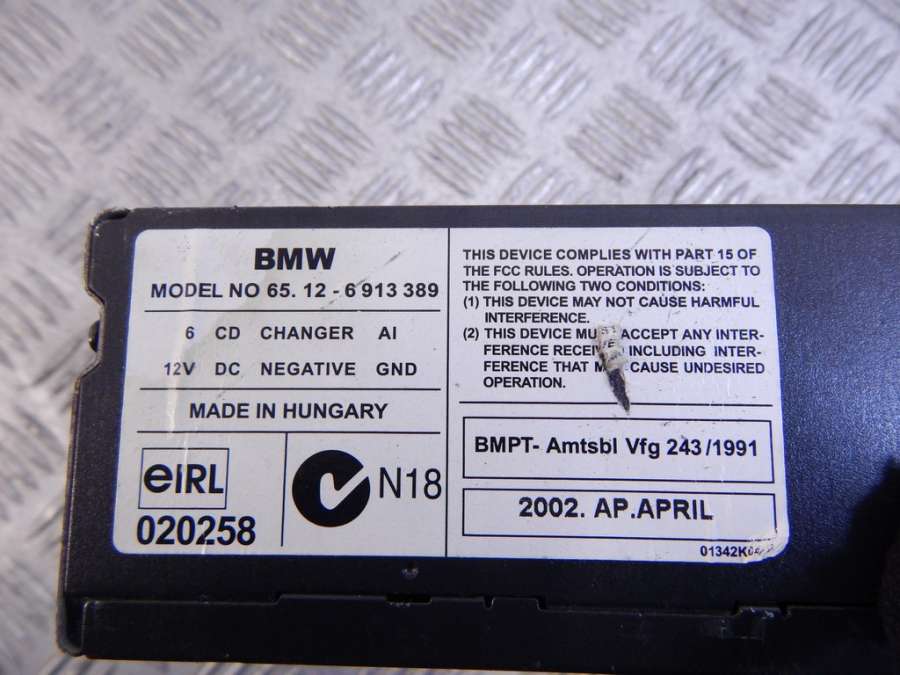 BMW
MODEL NO 65. 12 - 6 913 389
6 CD CHANGER AI
12V DC NEGATIVE GND
MADE IN HUNGARY
eIRL
020258
N18
THIS DEVICE COMPLIES WITH PART 15 OF
THE FCC RULES. OPERATION IS SUBJECT TO
THE FOLLOWING TWO CONDITIONS:
(1) THIS DEVICE MAY NOT CAUSE HARMFUL
INTERFERENCE.
(2) THIS DEVICE ACCEPT ANY INTER-
FERENCE INCLUDING INTER-
FERENCE THAT CAUSE UNDESIRED
OPERATION.
BMPT- Amtsbl Vfg 243 /1991
2002. AP.APRIL